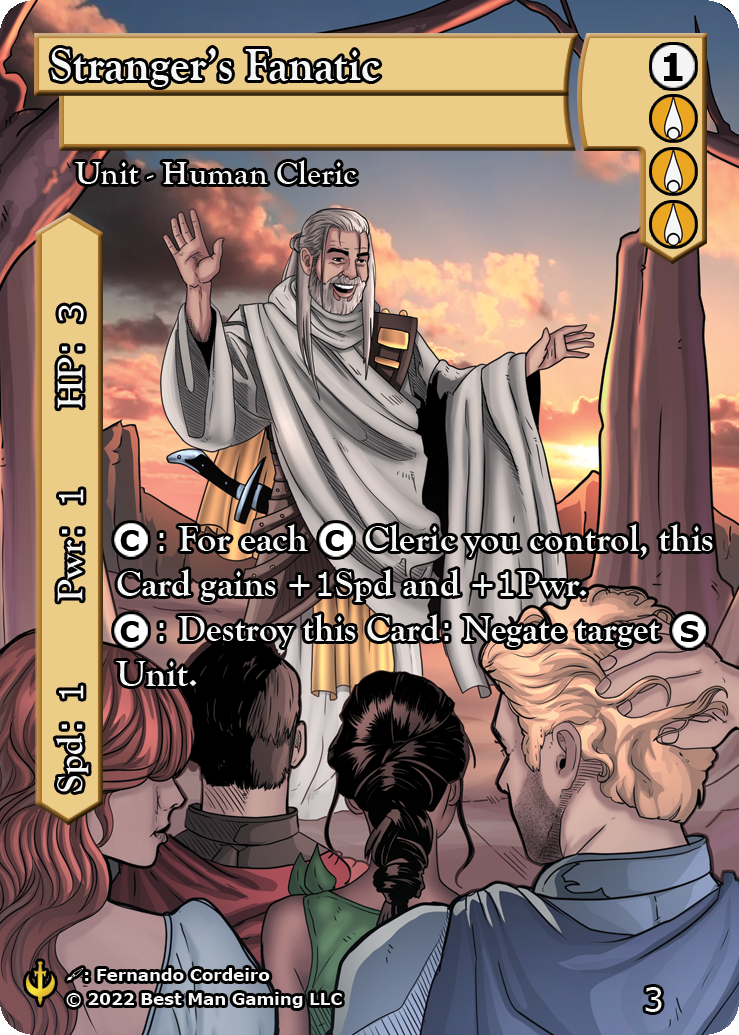 Stranger's Fanatic
1
Unit - Human Cleric
HP: 3
Pwr: 1
Spd: 1
C : For each C Cleric you control, this
Card gains +1Spd and +1Pwr.
C : Destroy this Card: Negate target S
Unit.
: Fernando Cordeiro
© 2022 Best Man Gaming LLC
3